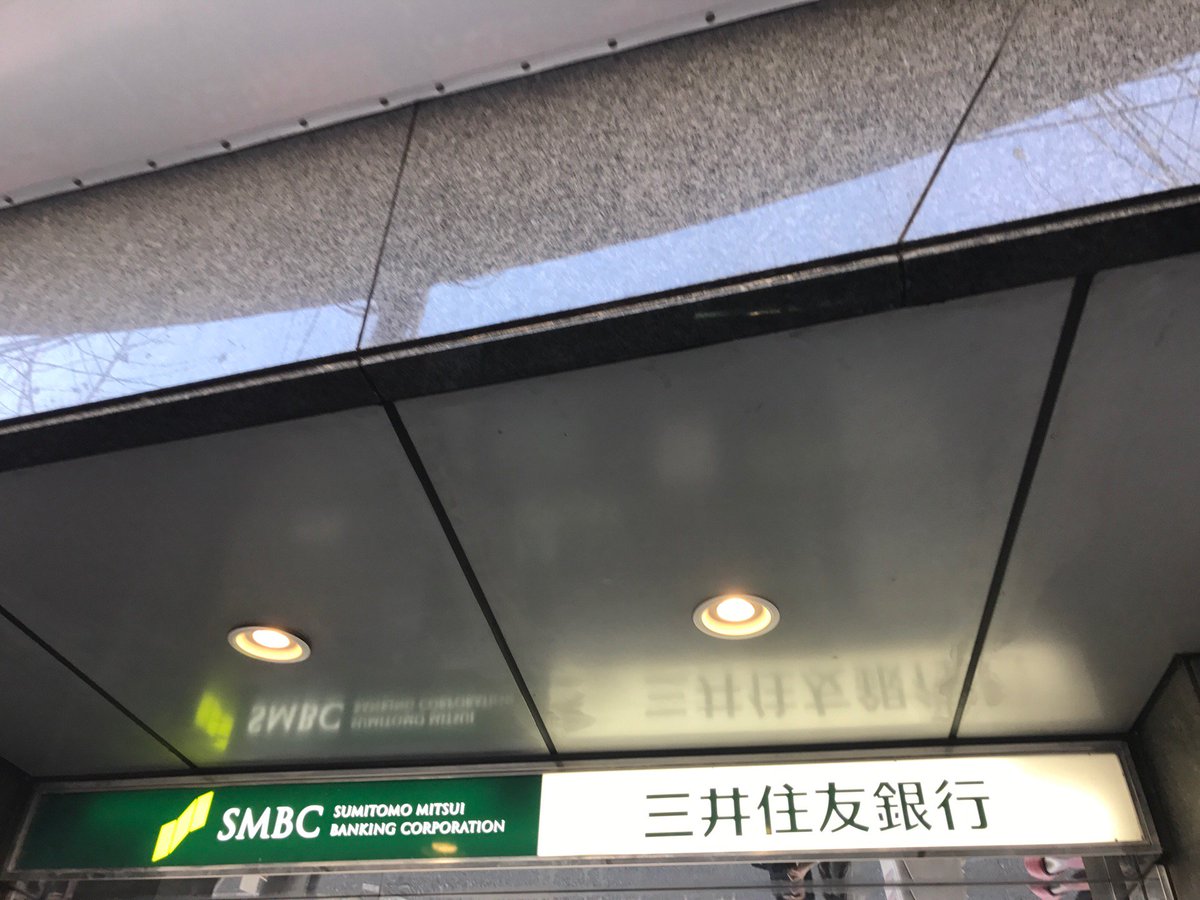 SMBC
SUMITOMO MITSUI
BANKING CORPORATION
三井住友銀行